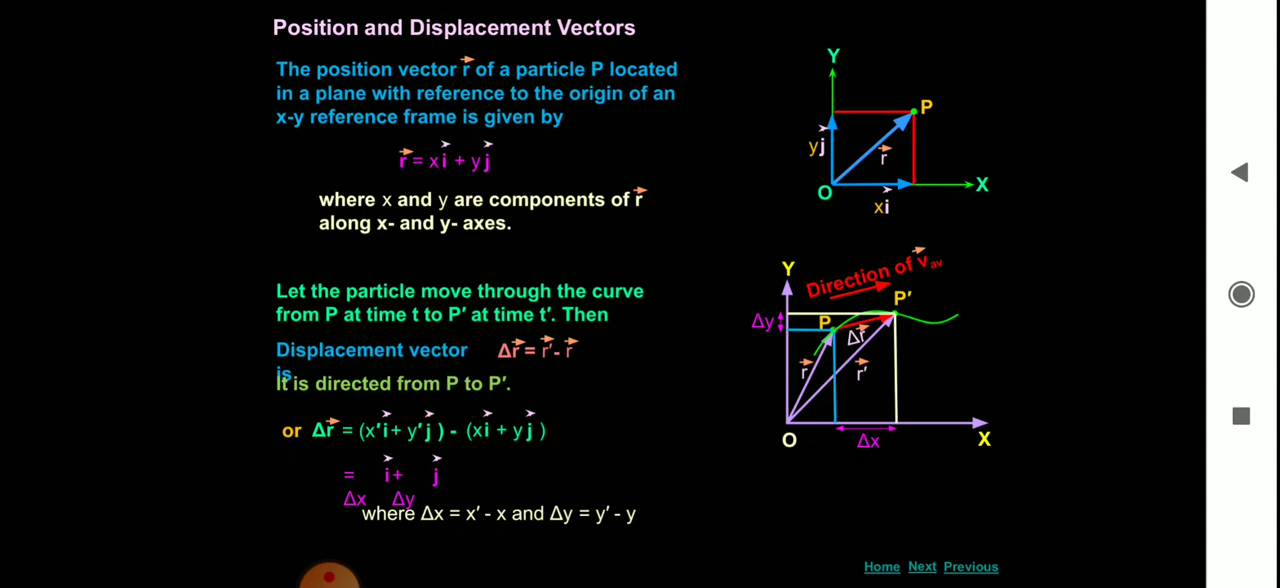 Position and Displacement Vectors
The position vector r⃗ of a particle P located
in a plane with reference to the origin of an
x-y reference frame is given by
r⃗ = xi⃗ + yj⃗
where x and y are components of r⃗
along x- and y- axes.
Y
P
yj⃗
r⃗
O
X
xi⃗
Let the particle move through the curve
from P at time t to P′ at time t′. Then
Displacement vector Δr⃗ = r⃗′- r⃗
is
It is directed from P to P′.
or Δr⃗ = (x′i⃗+ y′j⃗ ) - (xi⃗ + yj⃗ )
= i⃗+ j⃗
Δx Δy
where Δx = x′ - x and Δy = y′ - y
Direction of v⃗av
Y
P′
Δy
P
Δr⃗
r⃗
r⃗′
O
Δx
X
Home Next Previous